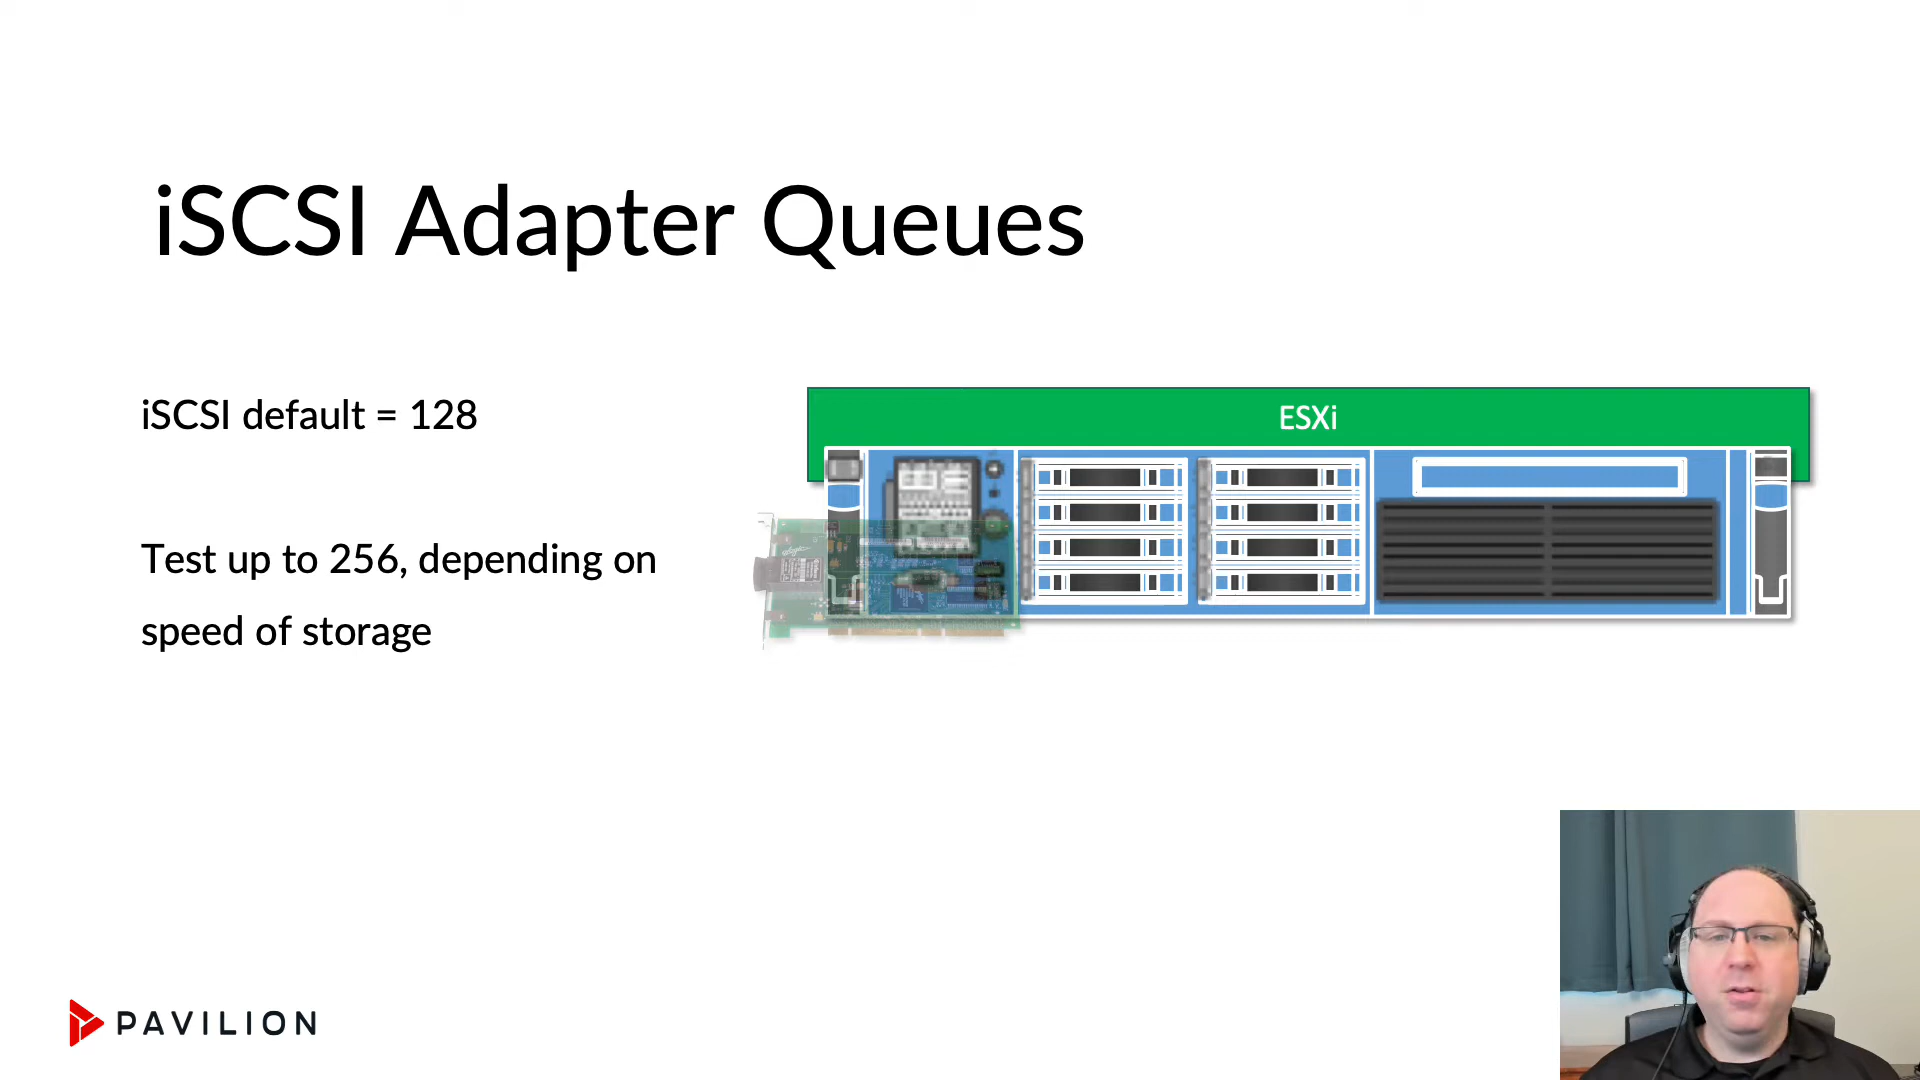 iSCSI Adapter Queues
iSCSI default = 128
Test up to 256, depending on
speed of storage
ESXi
PAVILION